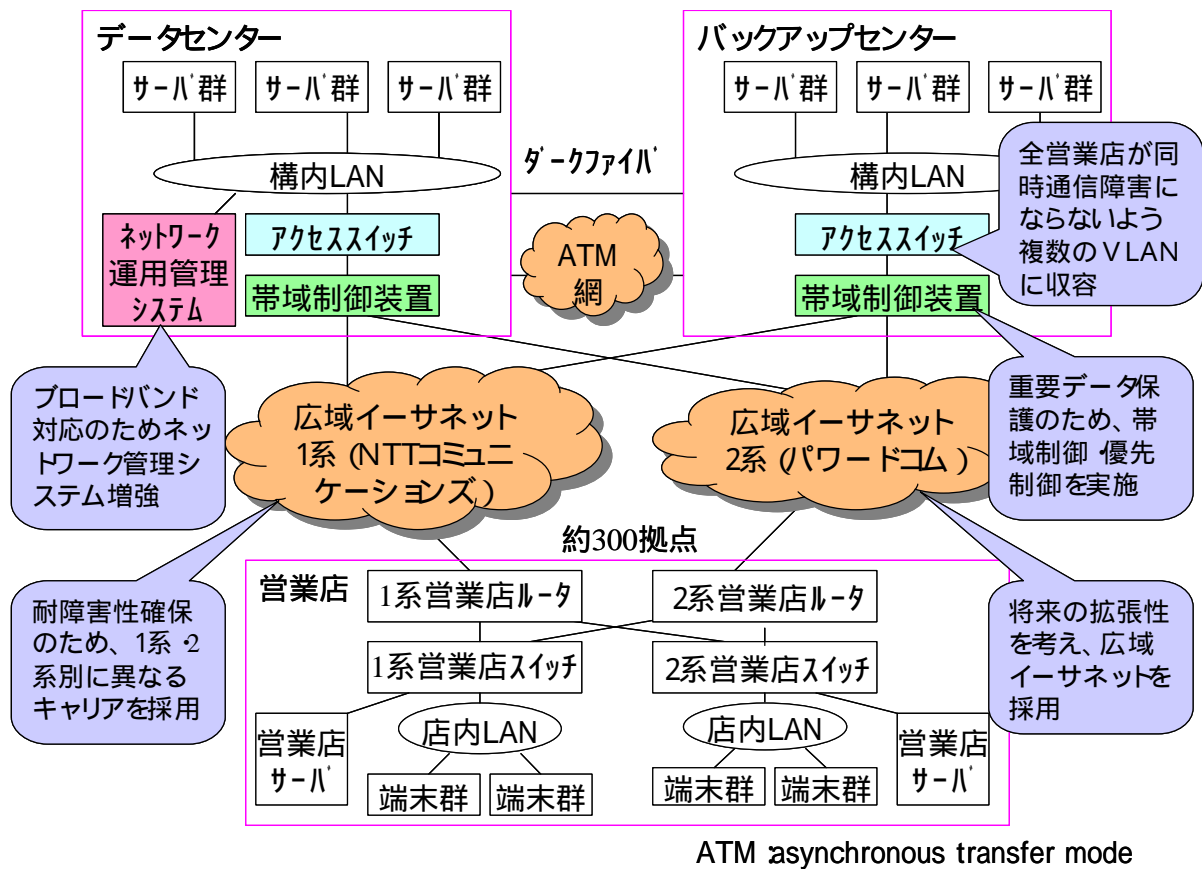 データセンター
サーバ群
サーバ群
サーバ群
構内LAN
ネットワーク
運用管理
システム
アクセススイッチ
帯域制御装置
ダークファイバ
ATM
網
バックアップセンター
サーバ群
サーバ群
サーバ群
構内LAN
アクセススイッチ
帯域制御装置
全営業店が同
時通信障害に
ならないよう
複数のVLAN
に収容
ブロードバンド
対応のためネッ
トワーク管理シ
ステム増強
広域イーサネット
1系(NTTコミュニ
ケーションズ)
広域イーサネット
2系(パワードコム)
重要データ保
護のため、帯
域制御・優先
制御を実施
約300拠点
耐障害性確保
のため、1系・2
系別に異なる
キャリアを採用
営業店
1系営業店ルータ
2系営業店ルータ
1系営業店スイッチ
2系営業店スイッチ
営業店
サーバ
店内LAN
端末群
端末群
店内LAN
端末群
端末群
営業店
サーバ
将来の拡張性
を考え、広域
イーサネットを
採用
ATM:asynchronous transfer mode